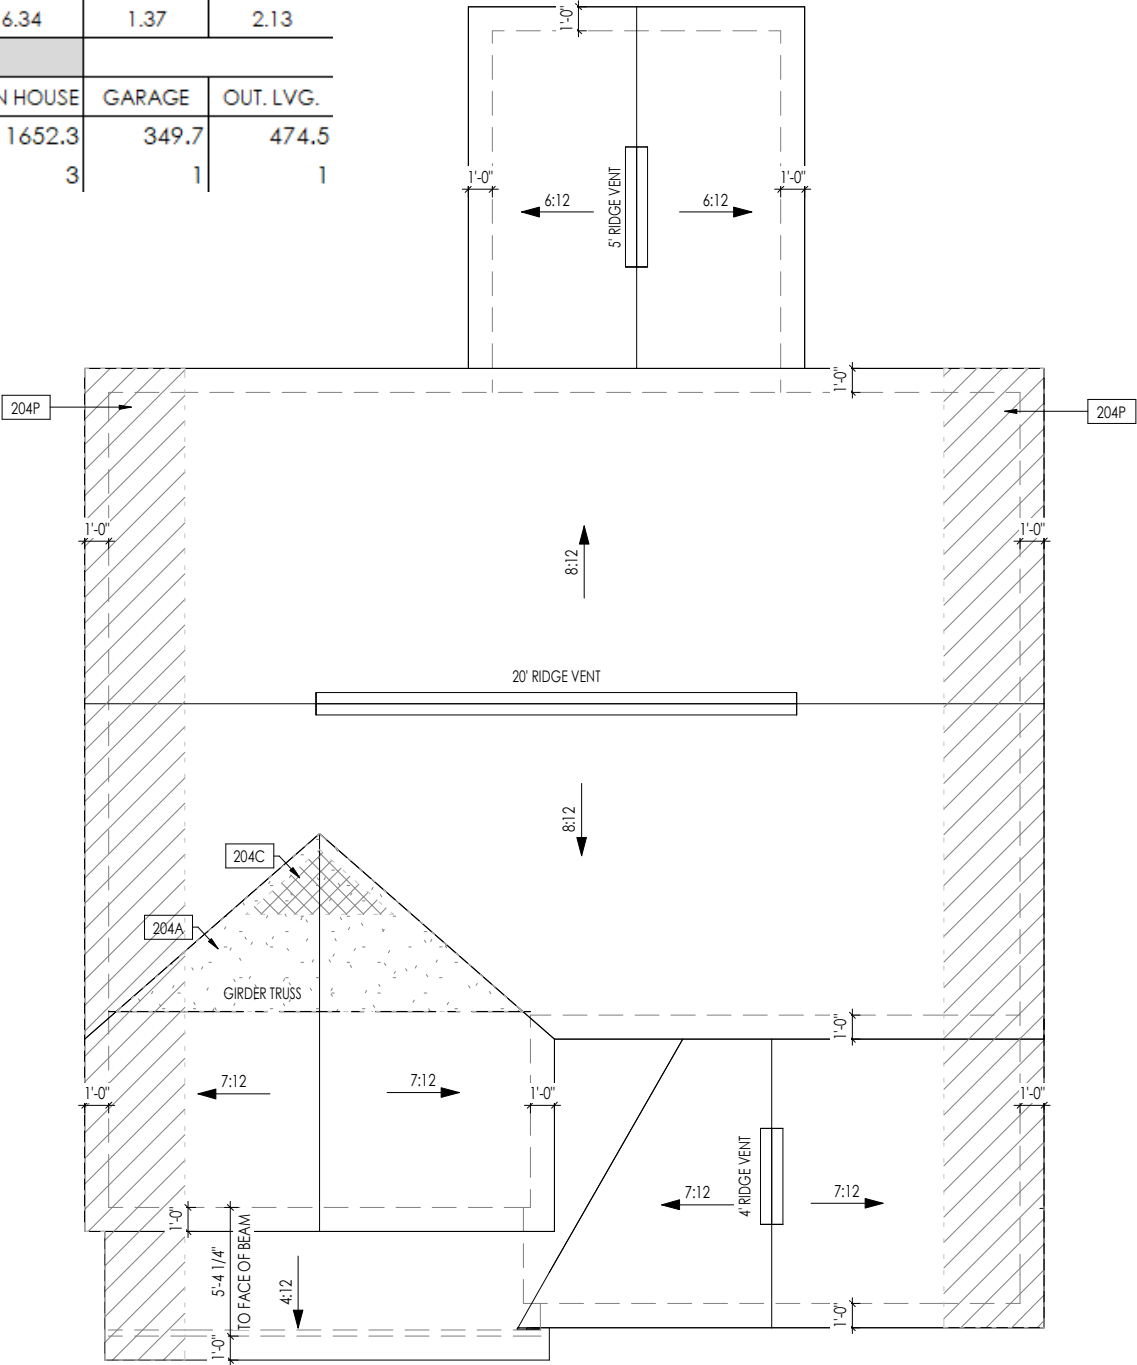 6.34 1.37 2.13
N HOUSE GARAGE OUT. LVG.
1652.3 349.7 474.5
3 1 1
1'-0"
1'-0" 1'-0"
5' RIDGE VENT
6:12 6:12
1'-0"
204P 204P
1'-0" 1'-0"
8:12
20' RIDGE VENT
8:12
204C
204A
GIRDER TRUSS
1'-0"
7:12 7:12
1'-0" 1'-0" 1'-0"
4' RIDGE VENT
7:12 7:12
1'-0"
5'-4 1/4"
TO FACE OF BEAM
4:12
1'-0"
1'-0"